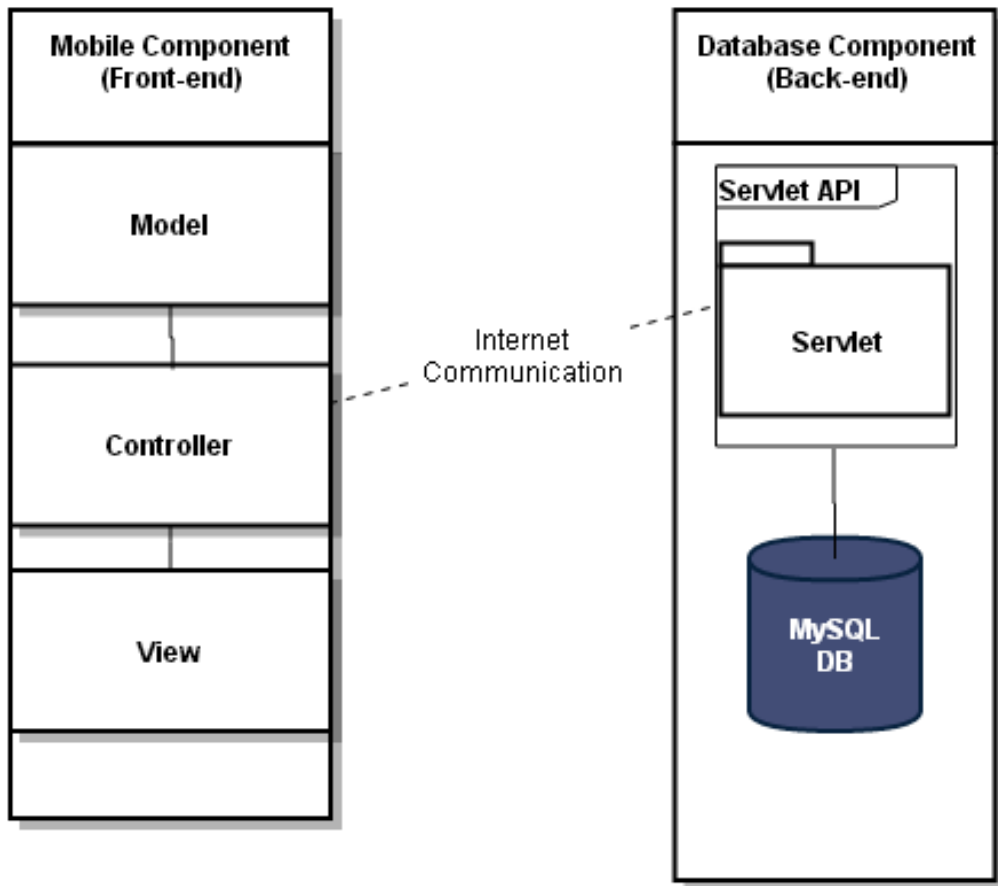 Mobile Component
(Front-end)
Model
Controller
View
Internet
Communication
Database Component
(Back-end)
Servlet API
Servlet
MySQL
DB